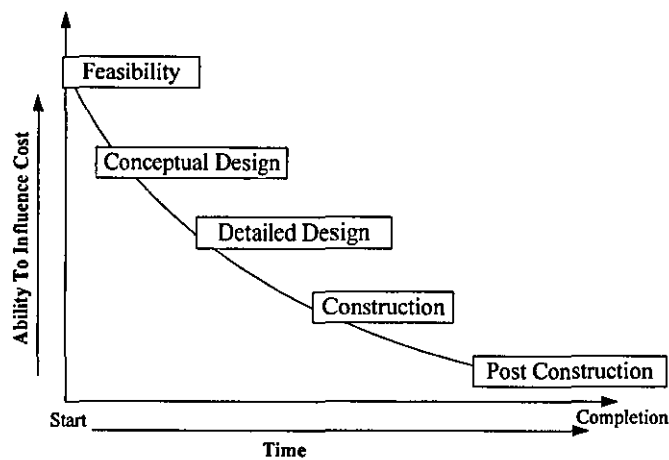 Feasibility
Conceptual Design
Detailed Design
Construction
Post Construction
Ability To Influence Cost
Start
Completion
Time